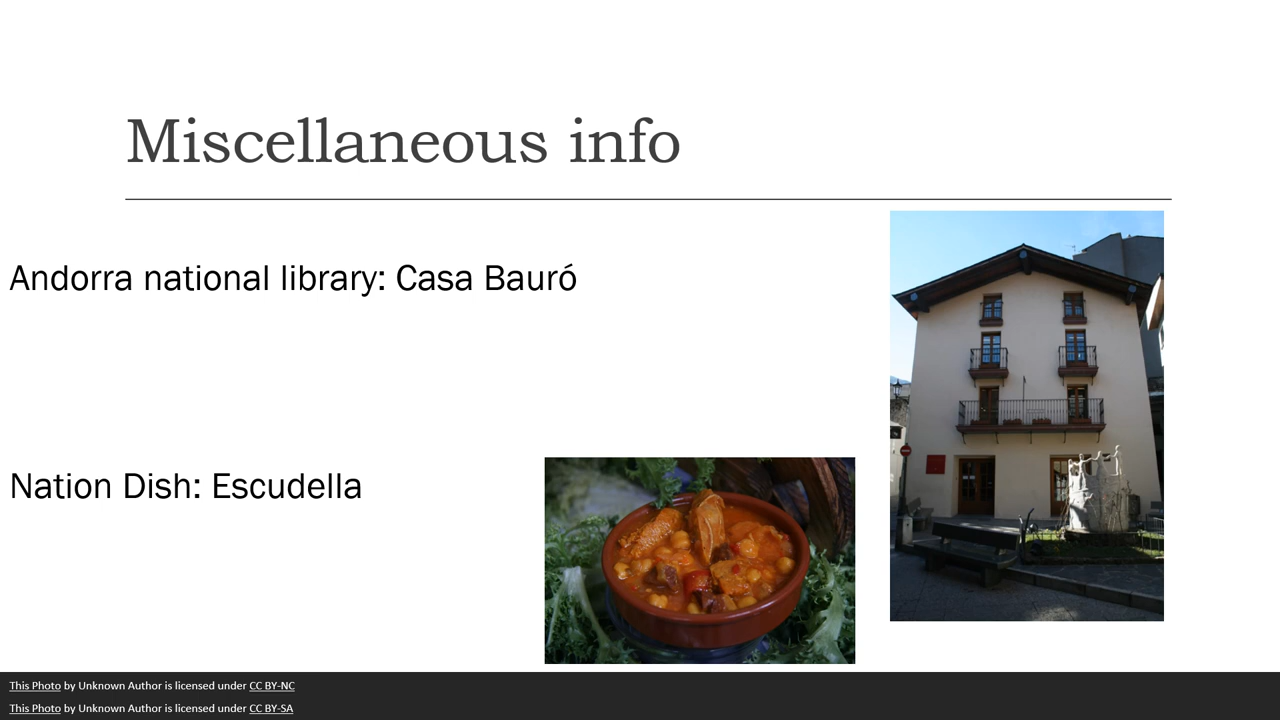 Miscellaneous info
Andorra national library: Casa Bauró
Nation Dish: Escudella
This Photo by Unknown Author is licensed under CC BY-NC
This Photo by Unknown Author is licensed under CC BY-SA